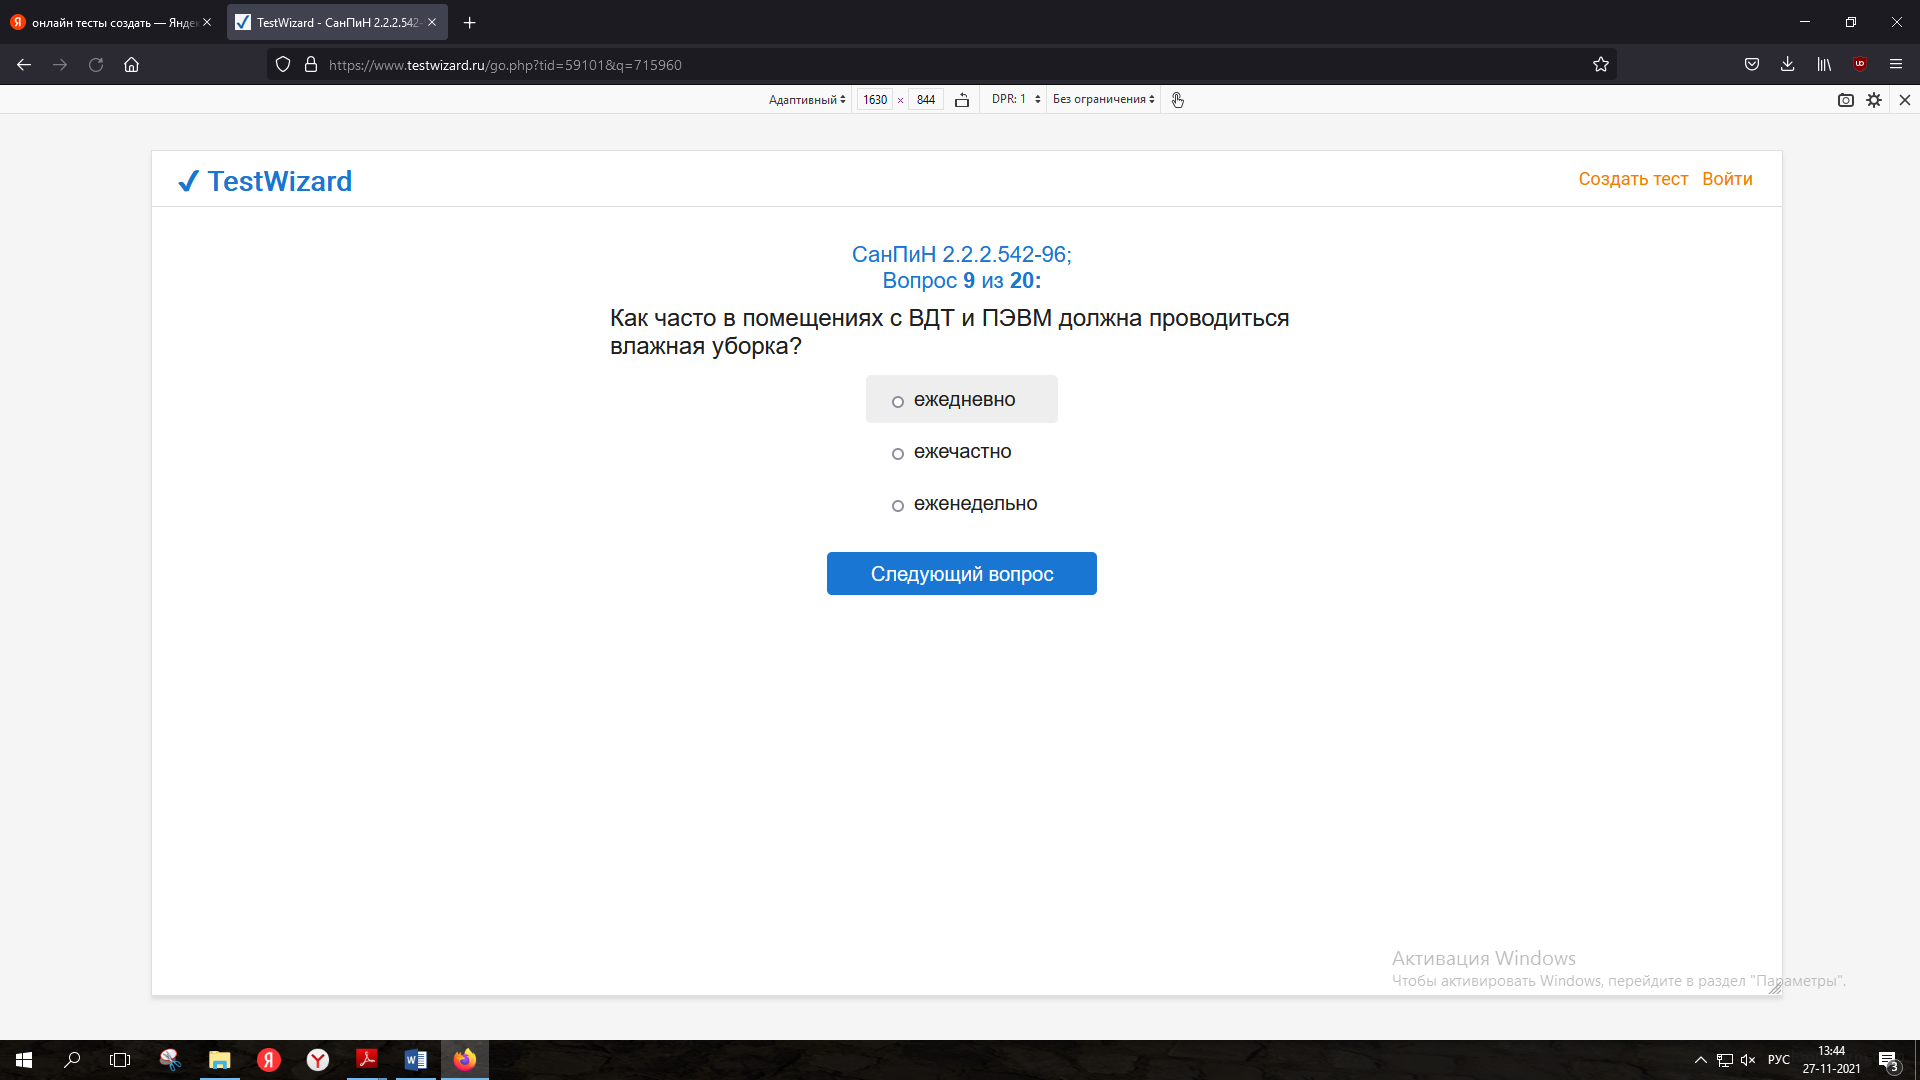 онлайн тесты создать — Яндек
TestWizard - СанПиН 2.2.2.542-
https://www.testwizard.ru/go.php?tid=59101&q=715960
Адаптивный 1630 × 844 DPR: 1 Без ограничения
TestWizard
Создать тест Войти
СанПиН 2.2.2.542-96;
Вопрос 9 из 20:
Как часто в помещениях с ВДТ и ПЭВМ должна проводиться
влажная уборка?
ежедневно
ежечастно
еженедельно
Следующий вопрос
Активация Windows
Чтобы активировать Windows, перейдите в раздел "Параметры".
РУС
13:44
27-11-2021
3